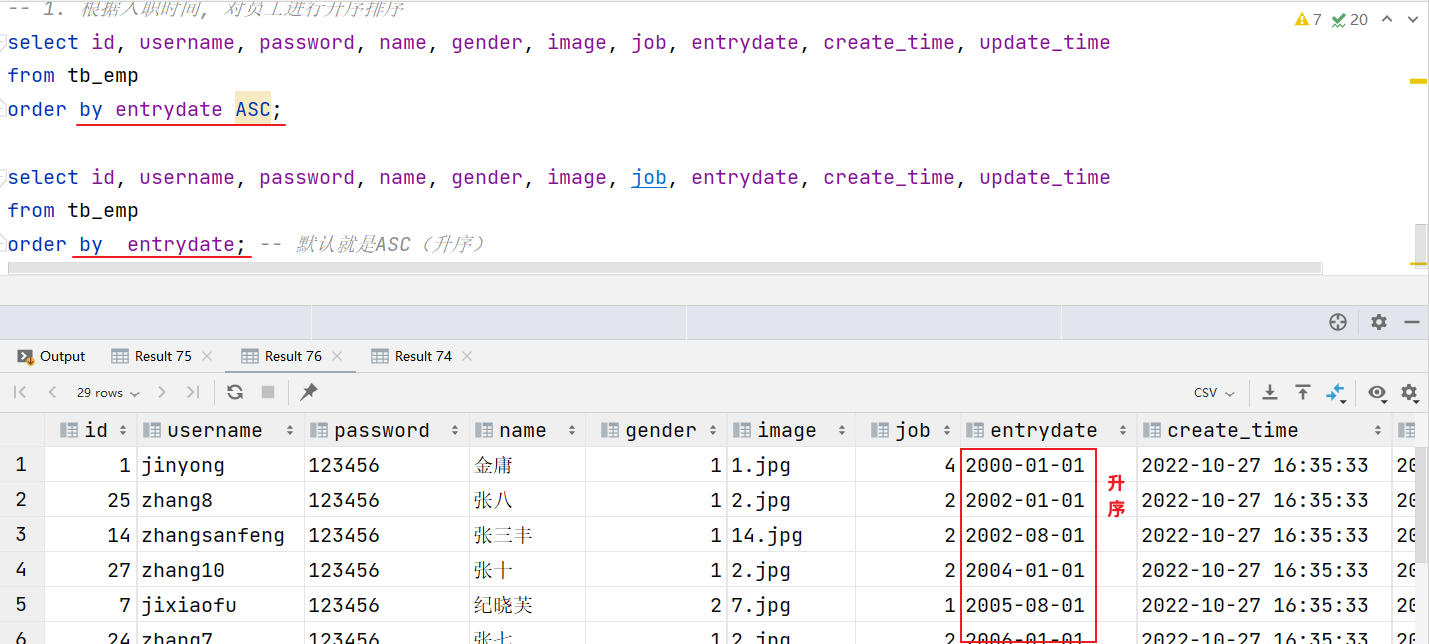 -- 1. 根据入职时间, 对员工进行升序排序
7 20
select id, username, password, name, gender, image, job, entrydate, create_time, update_time
from tb_emp
order by entrydate ASC;
select id, username, password, name, gender, image, job, entrydate, create_time, update_time
from tb_emp
order by  entrydate; -- 默认就是ASC（升序）
Output Result 75 Result 76 Result 74
29 rows CSV
id username password name gender image job entrydate create_time
1 1 jinyong 123456 金庸 1 1.jpg 4 2000-01-01 2022-10-27 16:35:33 20
2 25 zhang8 123456 张八 1 2.jpg 2 2002-01-01 2022-10-27 16:35:33 20
3 14 zhangsanfeng 123456 张三丰 1 14.jpg 2 2002-08-01 2022-10-27 16:35:33 20
4 27 zhang10 123456 张十 1 2.jpg 2 2004-01-01 2022-10-27 16:35:33 20
5 7 jixiaofu 123456 纪晓芙 2 7.jpg 1 2005-08-01 2022-10-27 16:35:33 20
6 24 zhang7 123456 张七 1 2.jpg 2 2006-01-01 2022-10-27 16:35:33 20
升
序